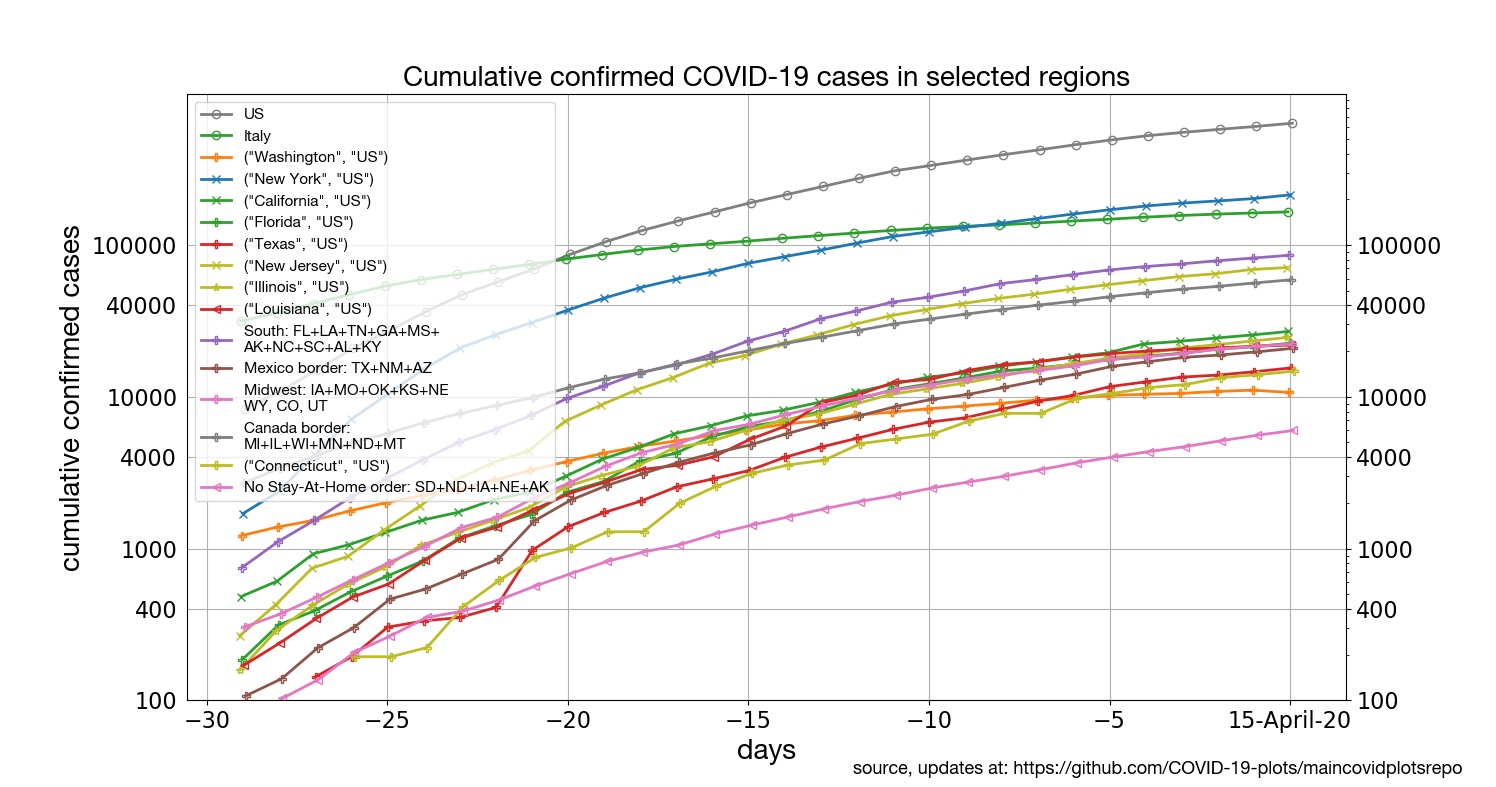 Cumulative confirmed COVID-19 cases in selected regions
US
Italy
("Washington", "US")
("New York", "US")
("California", "US")
("Florida", "US")
("Texas", "US")
("New Jersey", "US")
("Illinois", "US")
("Louisiana", "US")
South: FL+LA+TN+GA+MS+
AK+NC+SC+AL+KY
Mexico border: TX+NM+AZ
Midwest: IA+MO+OK+KS+NE
WY, CO, UT
Canada border:
MI+IL+WI+MN+ND+MT
("Connecticut", "US")
No Stay-At-Home order: SD+ND+IA+NE+AK
cumulative confirmed cases
100000
40000
10000
4000
1000
400
100
100000
40000
10000
4000
1000
400
100
−30 −25 −20 −15 −10 −5 15-April-20
days
source, updates at: https://github.com/COVID-19-plots/maincovidplotsrepo